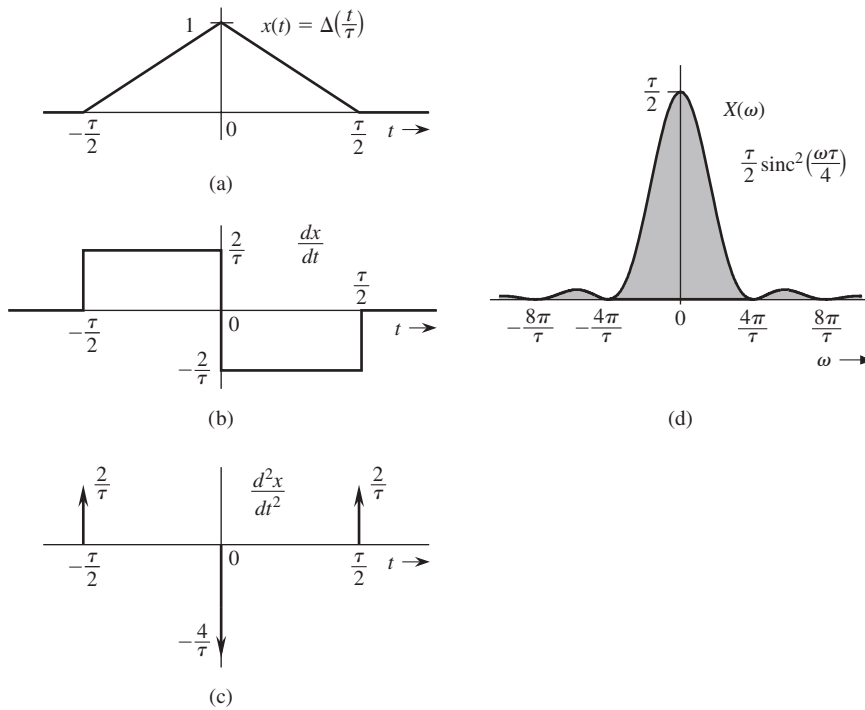 1
x(t) = Δ(t/τ)
−τ/2
0
τ/2
t →
(a)
2/τ
dx/dt
τ/2
−τ/2
0
t →
−2/τ
(b)
2/τ
d²x/dt²
2/τ
−τ/2
0
τ/2
t →
−4/τ
(c)
τ/2
X(ω)
τ/2 sinc²(ωτ/4)
−8π/τ
−4π/τ
0
4π/τ
8π/τ
ω →
(d)